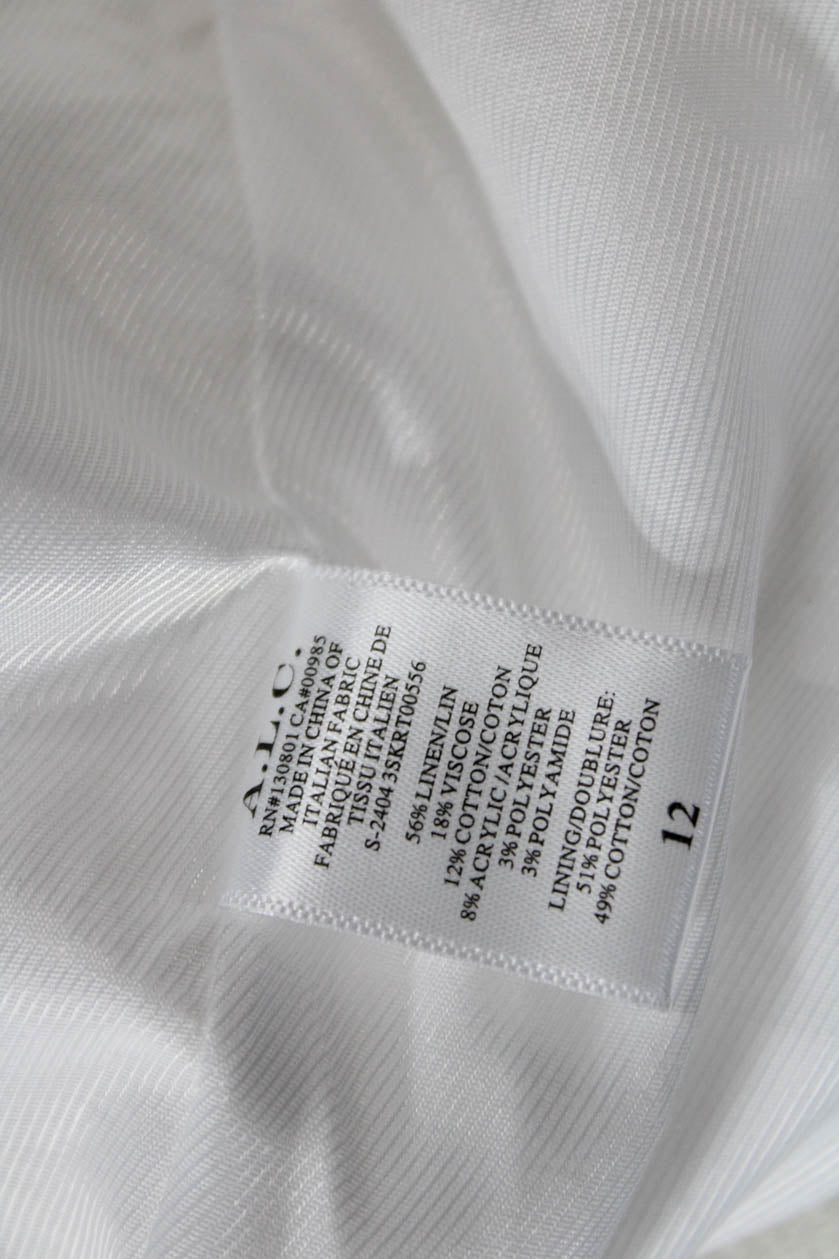 A.L.C.
RN#130801 CA#00985
MADE IN CHINA OF
ITALIAN FABRIC
FABRIQUÉ EN CHINE DE
TISSU ITALIEN
S-2404 3SKRT00556
56% LINEN/LIN
18% VISCOSE
12% COTTON/COTON
8% ACRYLIC/ACRYLIQUE
3% POLYESTER
3% POLYAMIDE
LINING/DOUBLURE:
51% POLYESTER
49% COTTON/COTON
12